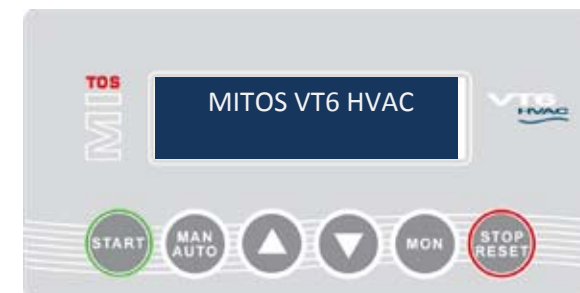 TOS
MI
MITOS VT6 HVAC
VT6
HVAC
START
MAN
AUTO
MON
STOP
RESET